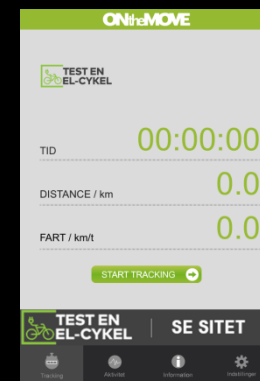 ONtheMOVE
TEST EN
EL-CYKEL
TID 00:00:00
DISTANCE / km 0.0
FART / km/t 0.0
START TRACKING
TEST EN
EL-CYKEL | SE SITET
Tracking Aktivitet Information Indstillinger